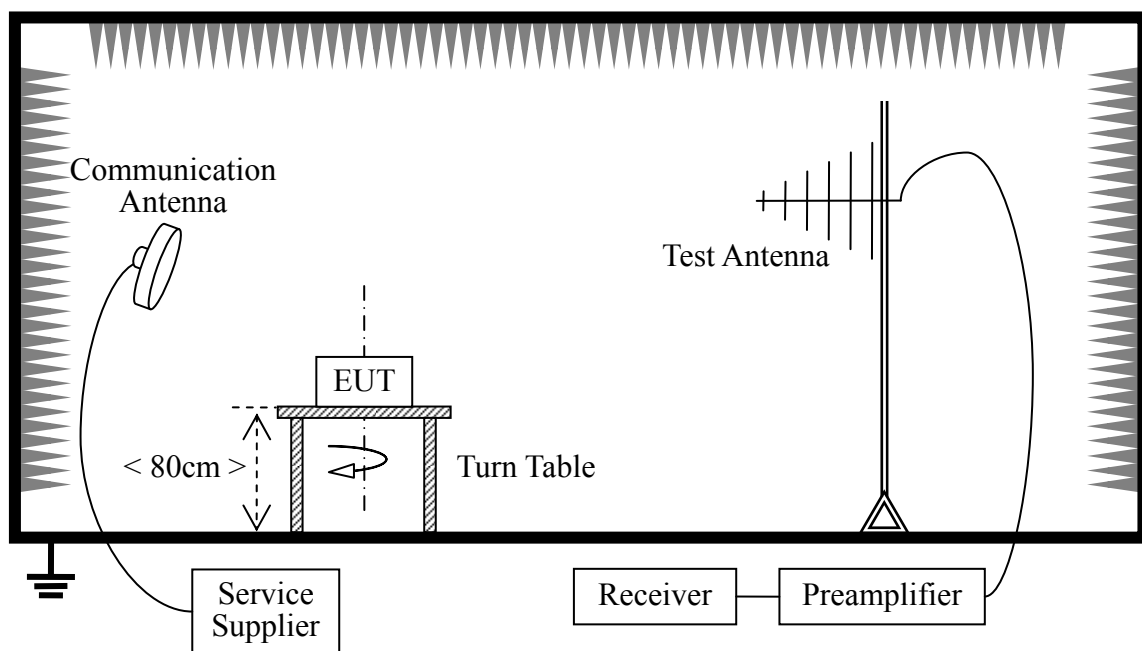 Communication
Antenna
Test Antenna
EUT
< 80cm >
Turn Table
Service
Supplier
Receiver
Preamplifier